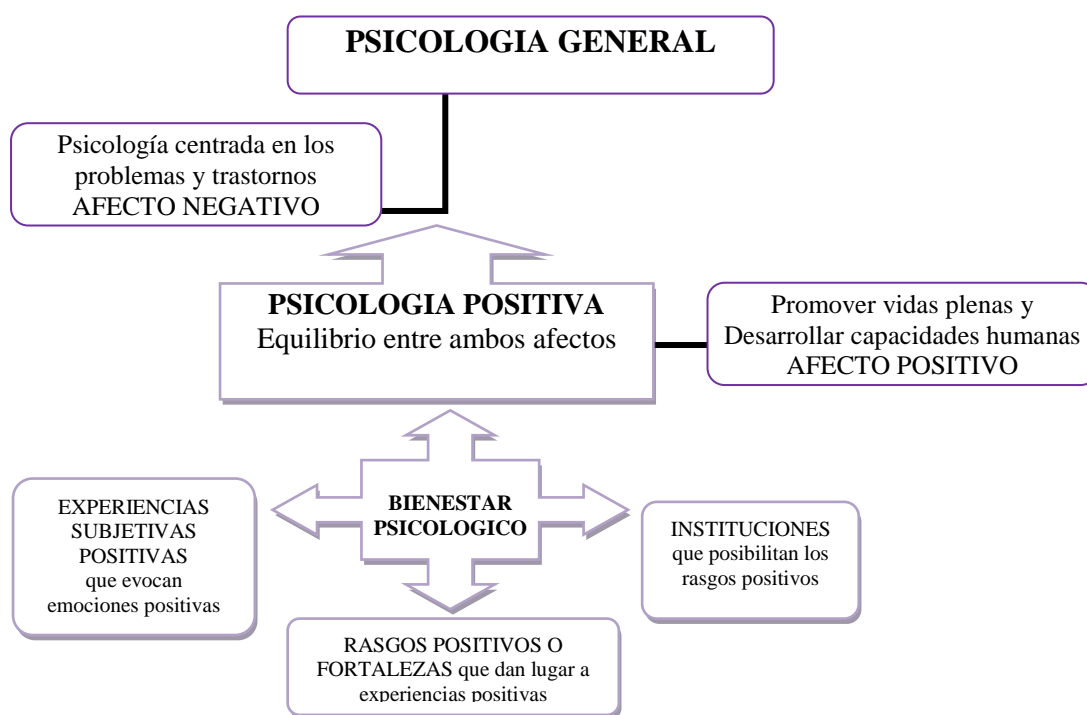 PSICOLOGIA GENERAL
Psicología centrada en los
problemas y trastornos
AFECTO NEGATIVO
PSICOLOGIA POSITIVA
Equilibrio entre ambos afectos
Promover vidas plenas y
Desarrollar capacidades humanas
AFECTO POSITIVO
BIENESTAR
PSICOLOGICO
EXPERIENCIAS
SUBJETIVAS
POSITIVAS
que evocan
emociones positivas
INSTITUCIONES
que posibilitan los
rasgos positivos
RASGOS POSITIVOS O
FORTALEZAS que dan lugar a
experiencias positivas